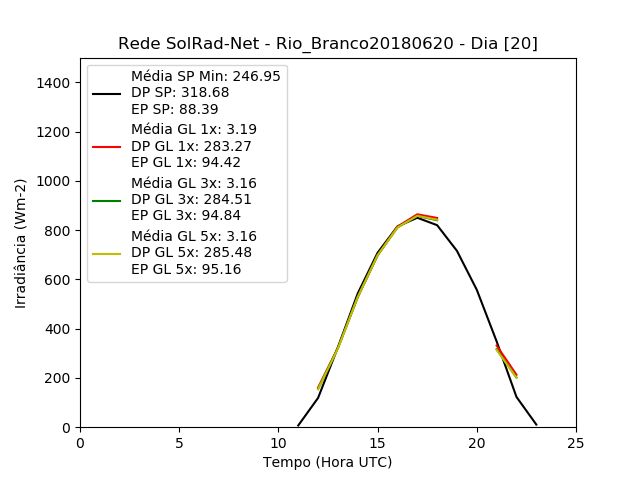 Rede SolRad-Net - Rio_Branco20180620 - Dia [20]
Média SP Min: 246.95
DP SP: 318.68
EP SP: 88.39
Média GL 1x: 3.19
DP GL 1x: 283.27
EP GL 1x: 94.42
Média GL 3x: 3.16
DP GL 3x: 284.51
EP GL 3x: 94.84
Média GL 5x: 3.16
DP GL 5x: 285.48
EP GL 5x: 95.16
Irradiância (Wm-2)
1400
1200
1000
800
600
400
200
0
0 5 10 15 20 25
Tempo (Hora UTC)